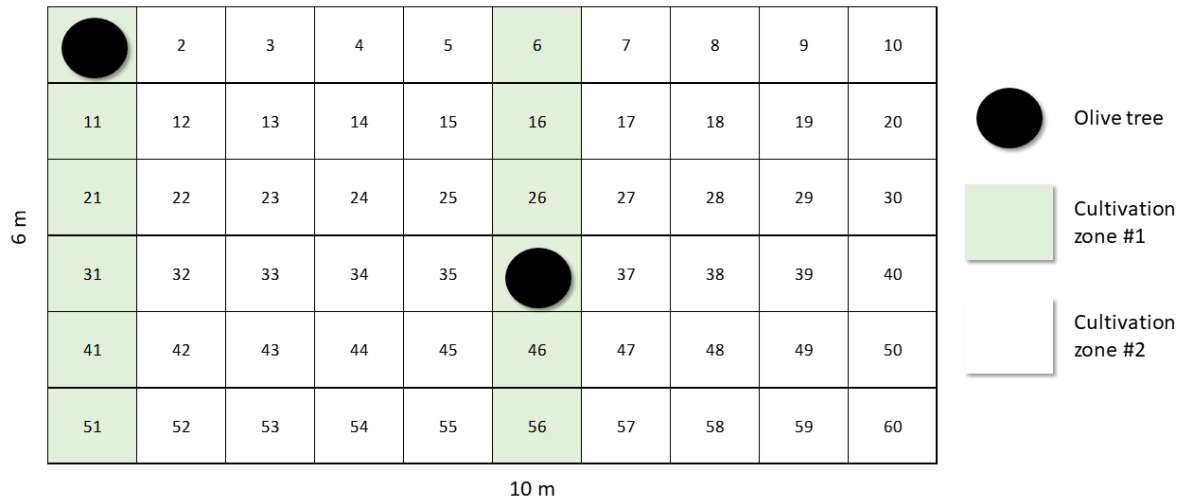 2 3 4 5 6 7 8 9 10
11 12 13 14 15 16 17 18 19 20
21 22 23 24 25 26 27 28 29 30
31 32 33 34 35 37 38 39 40
41 42 43 44 45 46 47 48 49 50
51 52 53 54 55 56 57 58 59 60
6 m
10 m
Olive tree
Cultivation
zone #1
Cultivation
zone #2